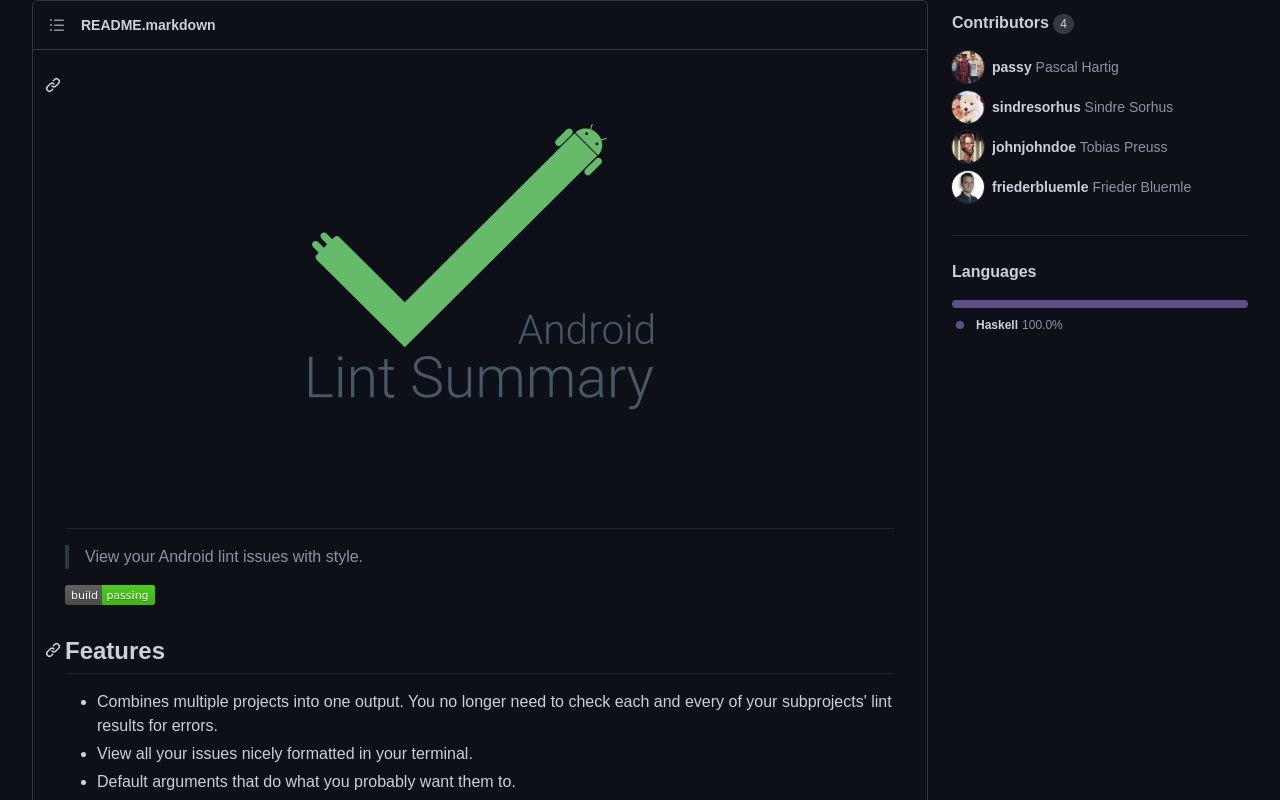 README.markdown
Android
Lint Summary
View your Android lint issues with style.
build passing
Features
Combines multiple projects into one output. You no longer need to check each and every of your subprojects' lint
results for errors.
View all your issues nicely formatted in your terminal.
Default arguments that do what you probably want them to.
Contributors 4
passy Pascal Hartig
sindresorhus Sindre Sorhus
johnjohndoe Tobias Preuss
friederbluemle Frieder Bluemle
Languages
Haskell 100.0%